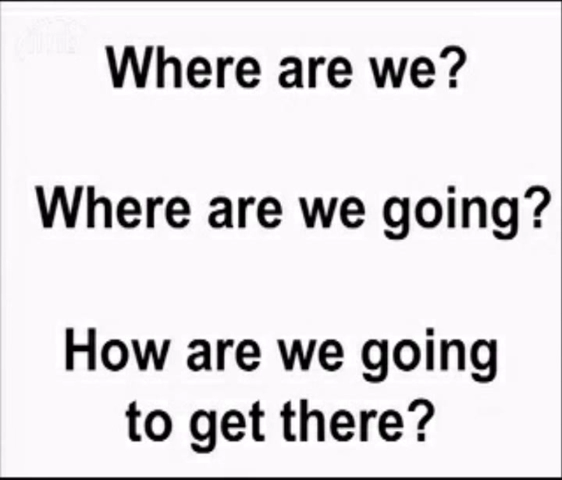 Where are we?
Where are we going?
How are we going
to get there?